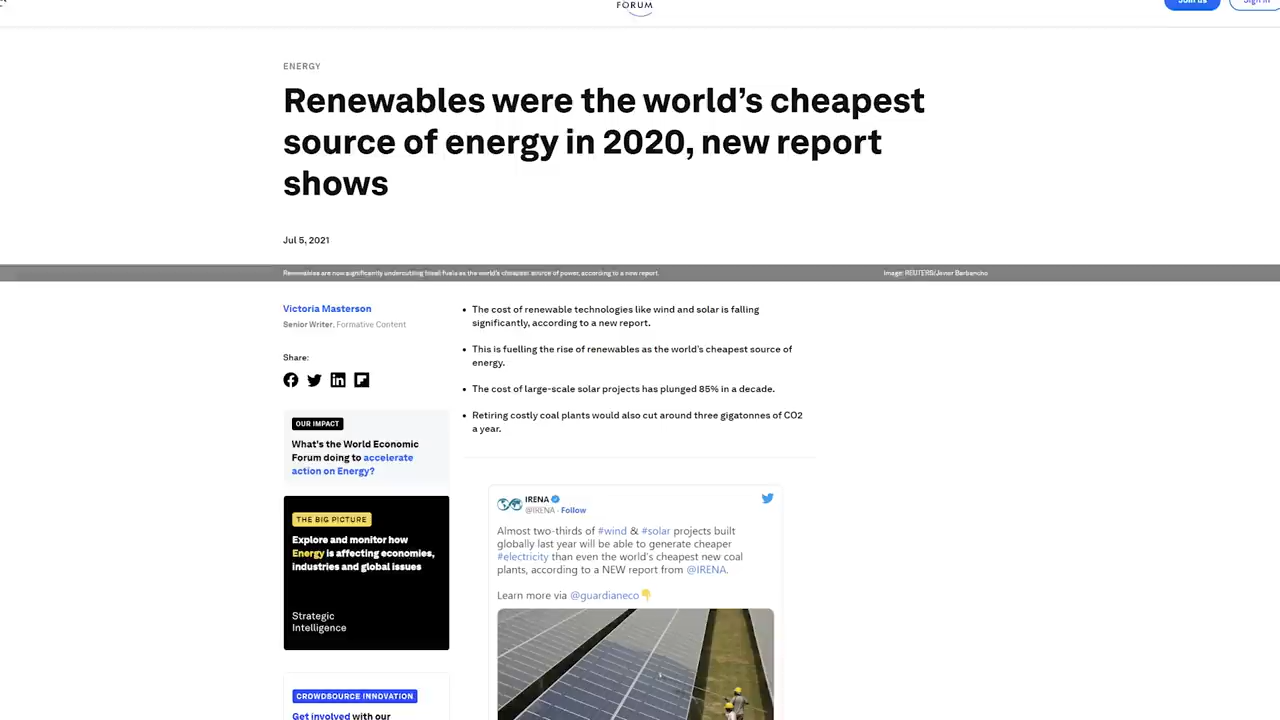 FORUM
Join us
Sign in
ENERGY
Renewables were the world's cheapest
source of energy in 2020, new report
shows
Jul 5, 2021
Renewables are now significantly undercutting fossil fuels as the world's cheapest source of power, according to a new report.
Image: REUTERS/Javier Barbancho
Victoria Masterson
Senior Writer, Formative Content
Share:
OUR IMPACT
What's the World Economic
Forum doing to accelerate
action on Energy?
THE BIG PICTURE
Explore and monitor how
Energy is affecting economies,
industries and global issues
Strategic
Intelligence
CROWDSOURCE INNOVATION
Get involved with our
• The cost of renewable technologies like wind and solar is falling
significantly, according to a new report.
• This is fuelling the rise of renewables as the world's cheapest source of
energy.
• The cost of large-scale solar projects has plunged 85% in a decade.
• Retiring costly coal plants would also cut around three gigatonnes of CO2
a year.
IRENA
@IRENA · Follow
Almost two-thirds of #wind & #solar projects built
globally last year will be able to generate cheaper
#electricity than even the world's cheapest new coal
plants, according to a NEW report from @IRENA.
Learn more via @guardianeco👇